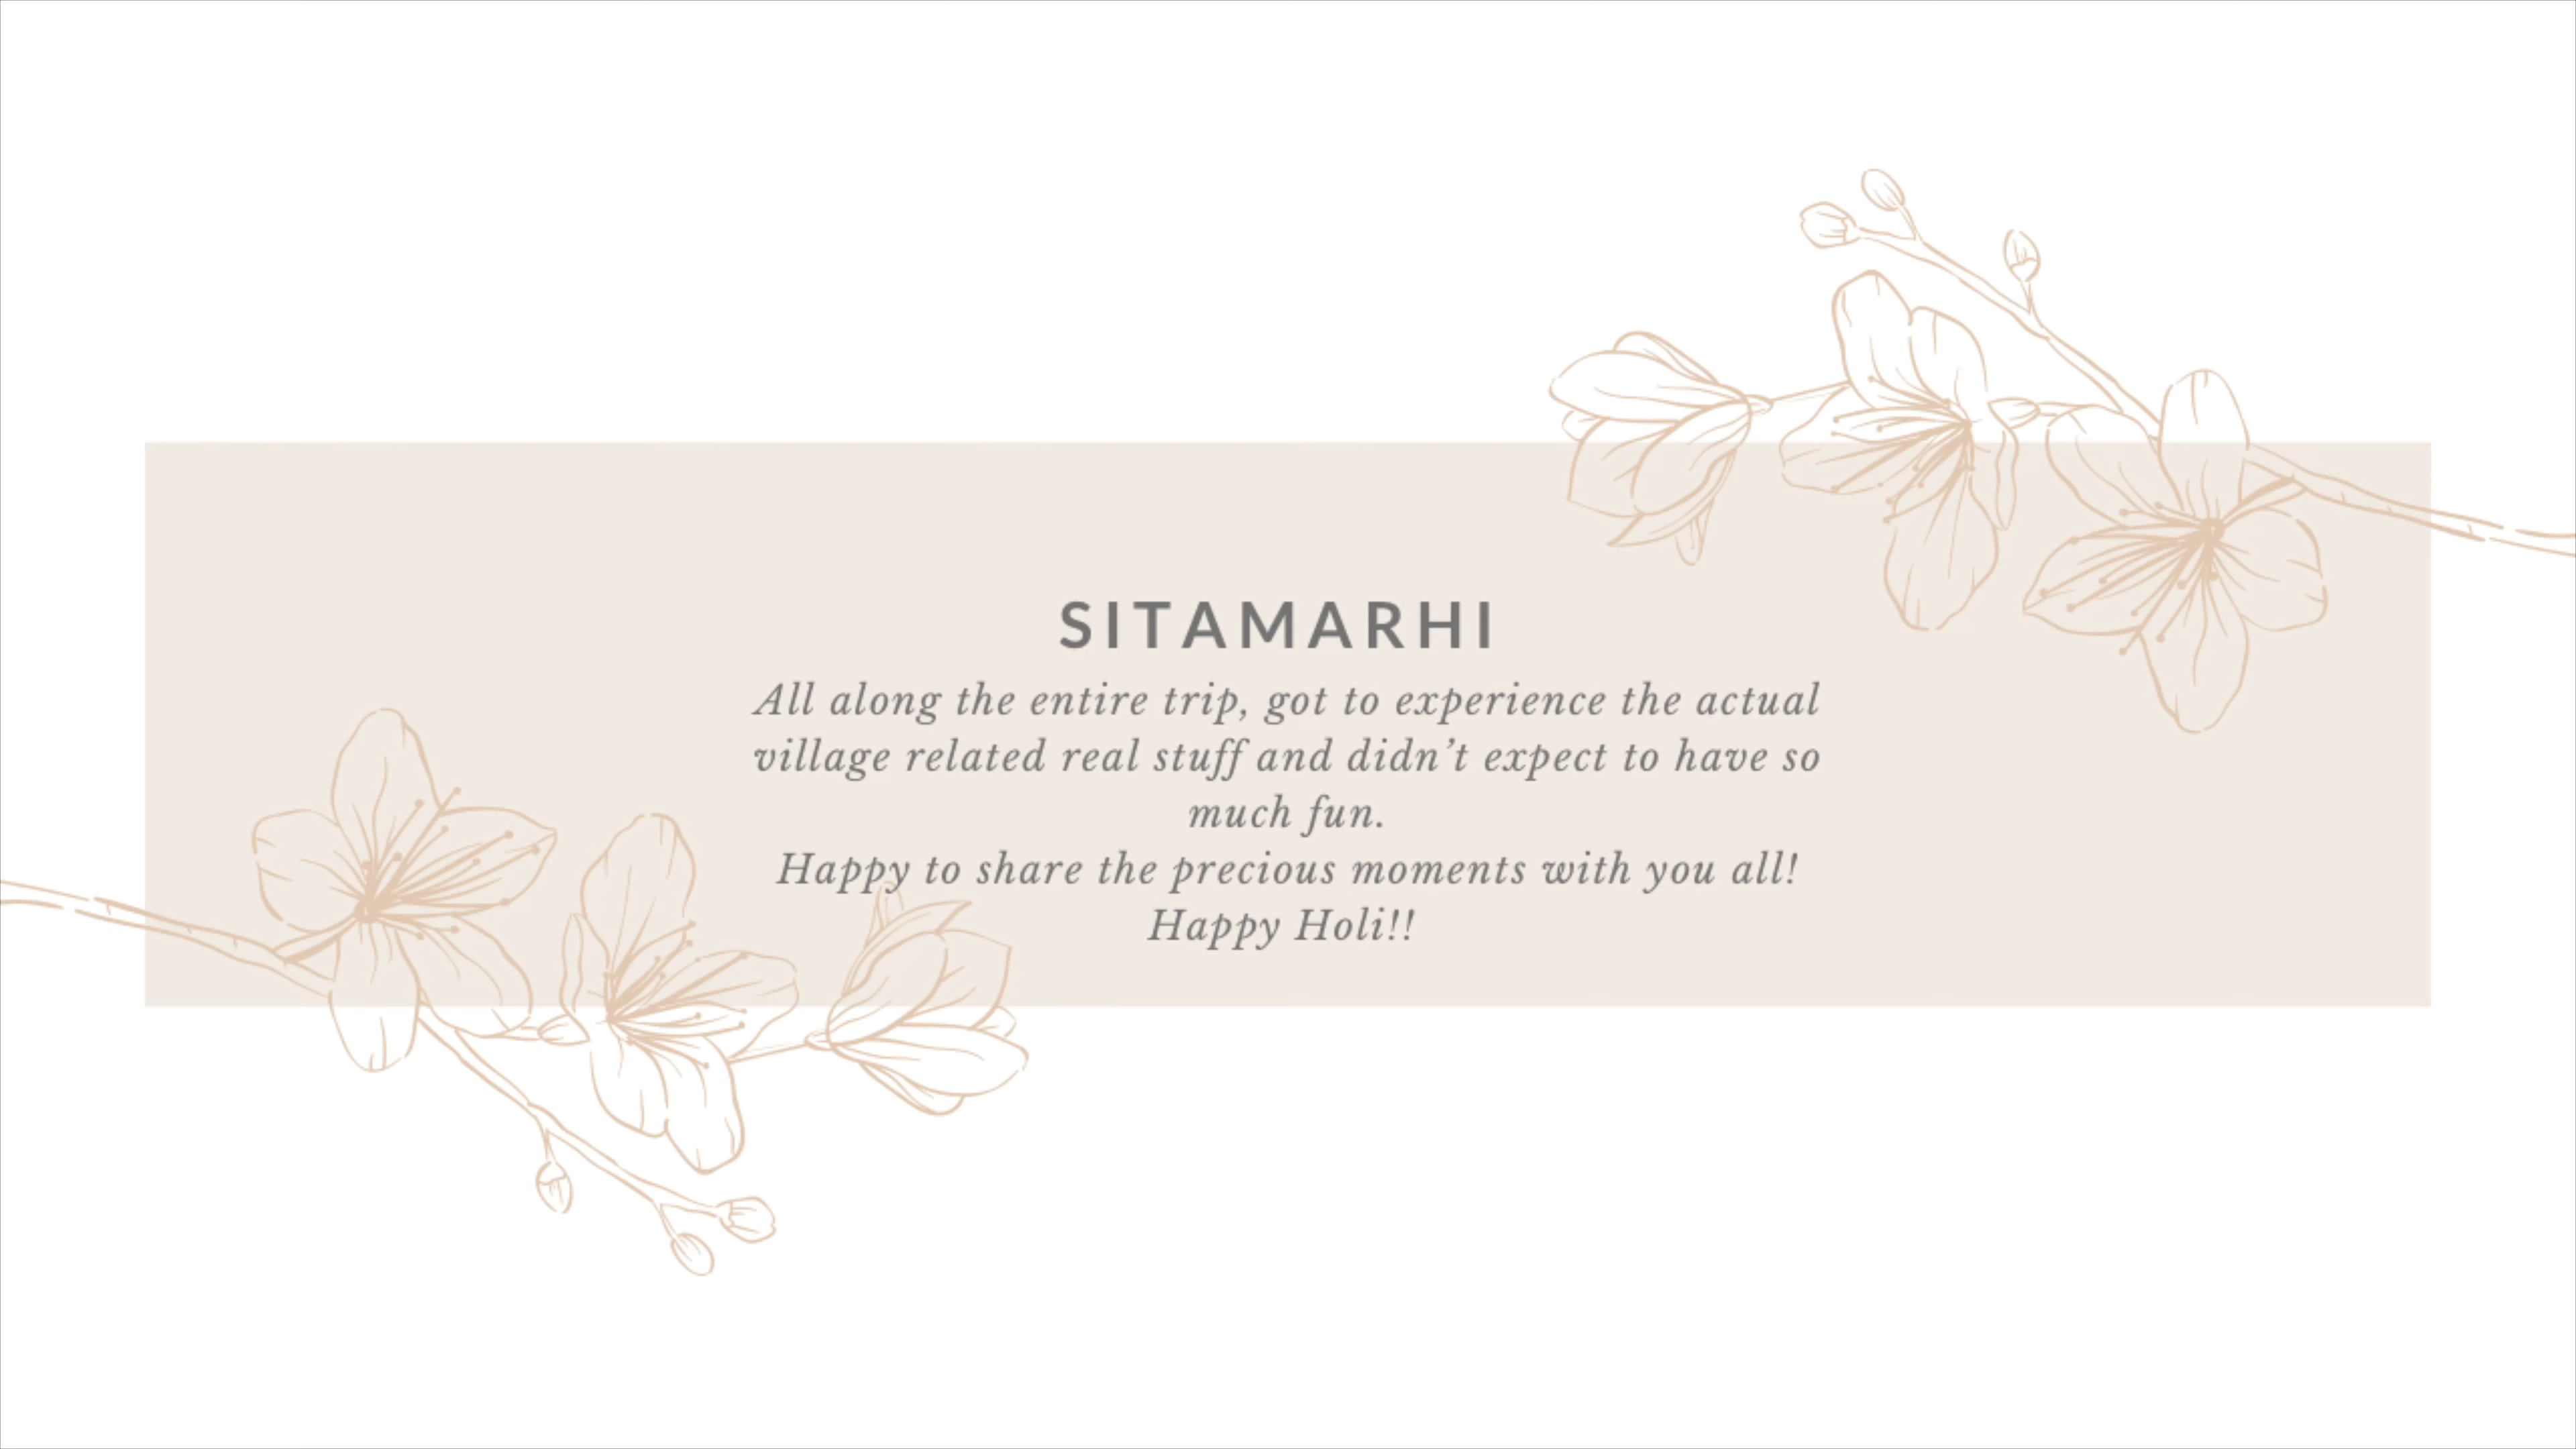 SITAMARHI
All along the entire trip, got to experience the actual
village related real stuff and didn’t expect to have so
much fun.
Happy to share the precious moments with you all!
Happy Holi!!